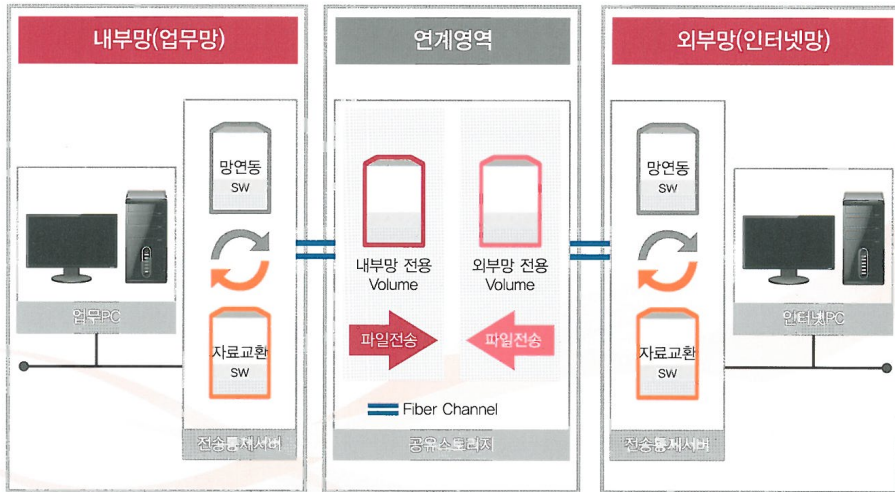 내부망(업무망)
망연동
SW
업무PC
자료교환
SW
전송통제서버
연계영역
내부망 전용
Volume
외부망 전용
Volume
파일전송
파일전송
Fiber Channel
공유스토리지
외부망(인터넷망)
망연동
SW
인터넷PC
자료교환
SW
전송통제서버